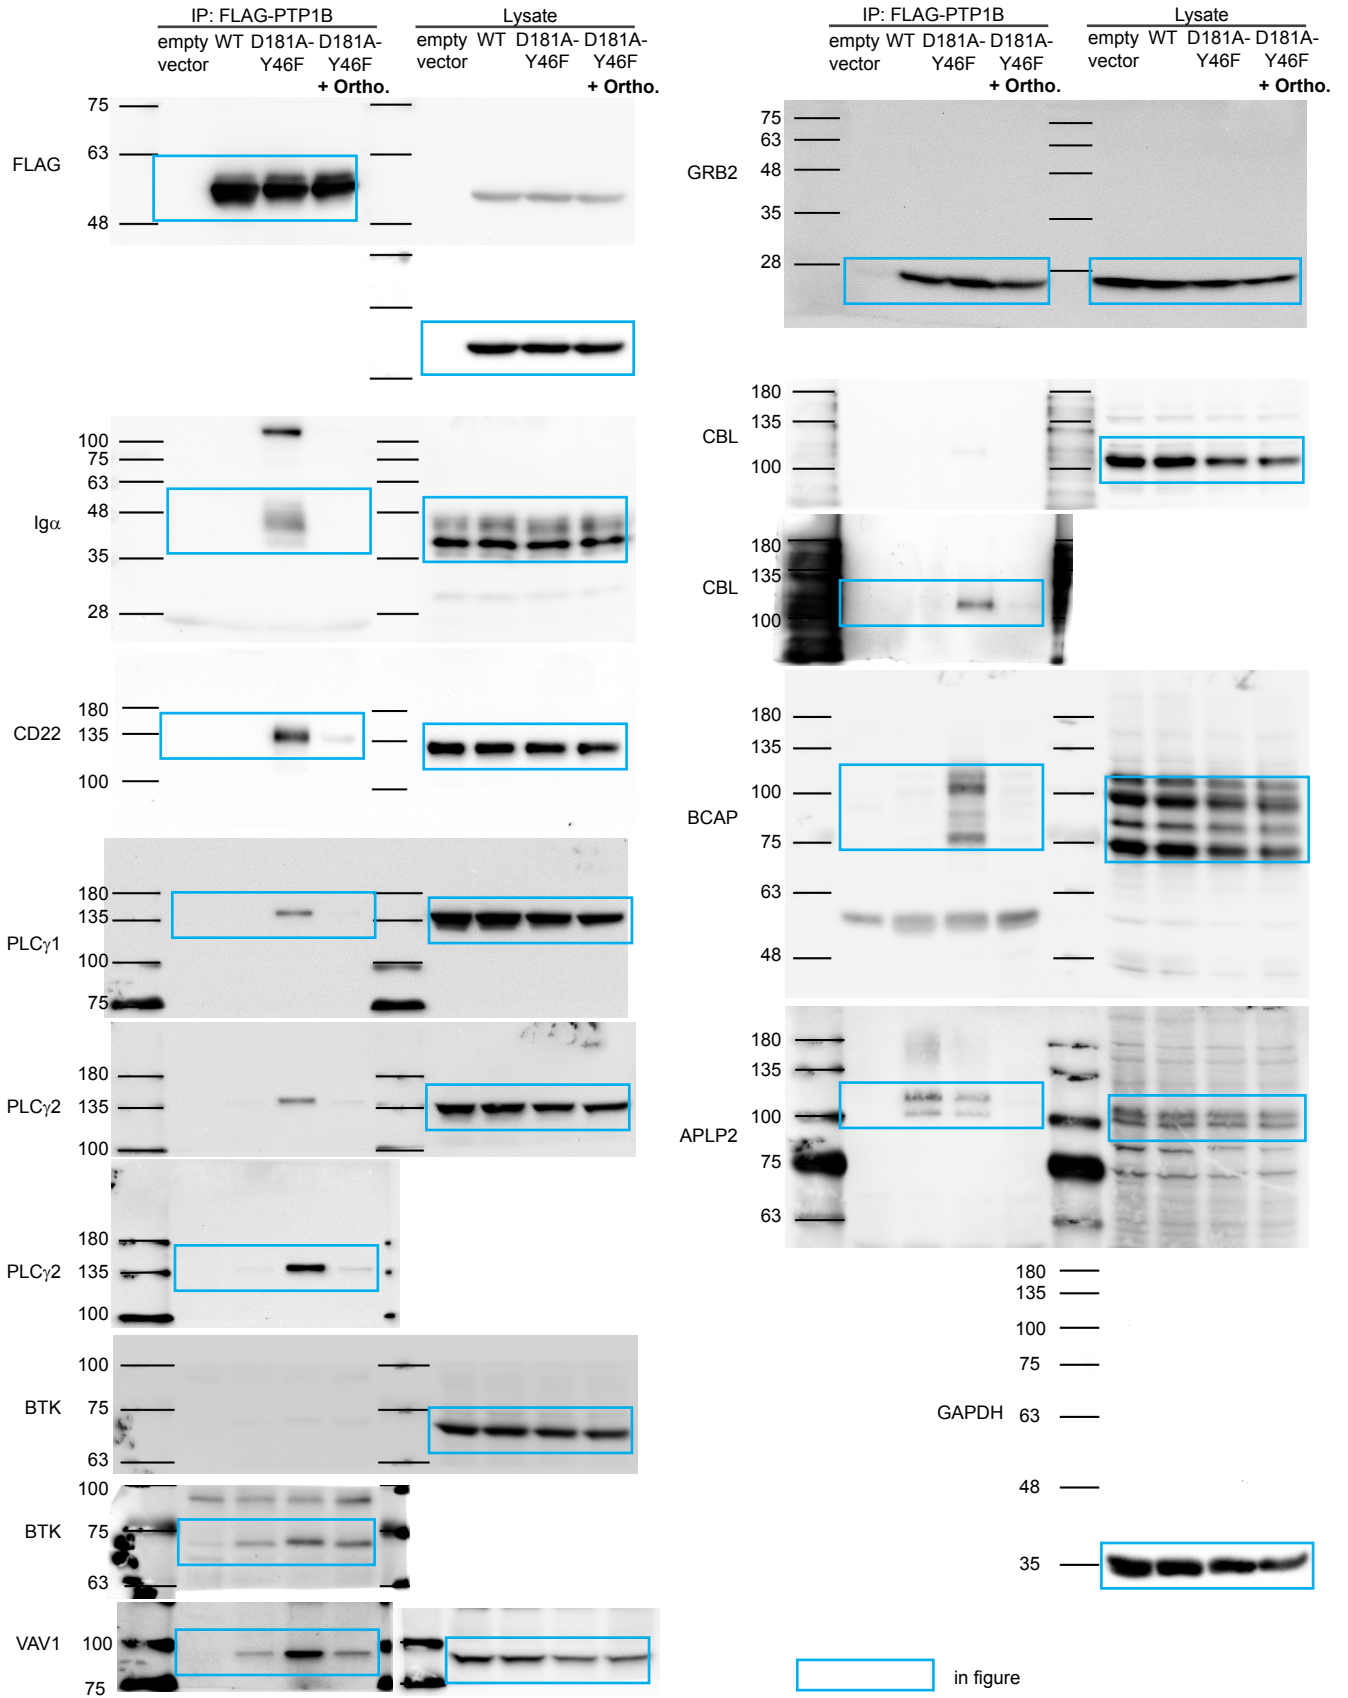 IP: FLAG-PTP1B
Lysate
empty WT D181A- D181A-
vector Y46F Y46F
+ Ortho.
empty WT D181A- D181A-
vector Y46F Y46F
+ Ortho.
75
63
FLAG
48
100
75
63
48
Igα
35
28
180
CD22 135
100
180
135
PLCγ1
100
75
180
PLCγ2 135
100
180
PLCγ2 135
100
100
BTK 75
63
100
BTK 75
63
VAV1 100
75
IP: FLAG-PTP1B
Lysate
empty WT D181A- D181A-
vector Y46F Y46F
+ Ortho.
empty WT D181A- D181A-
vector Y46F Y46F
+ Ortho.
75
63
GRB2 48
35
28
180
135
CBL
100
180
135
CBL
100
180
135
100
BCAP
75
63
48
180
135
100
APLP2
75
63
180
135
100
75
GAPDH 63
48
35
in figure